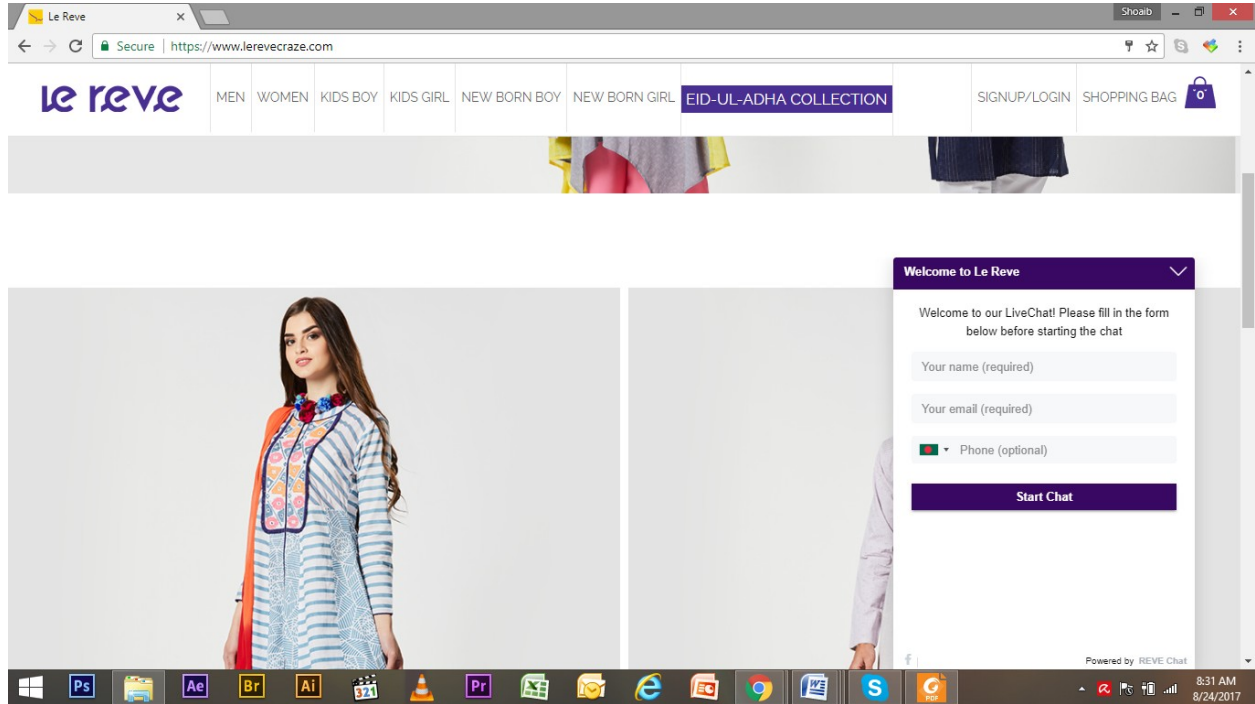 Le Reve
Shoaib
Secure
https://www.lerevecraze.com
le reve
MEN
WOMEN
KIDS BOY
KIDS GIRL
NEW BORN BOY
NEW BORN GIRL
EID-UL-ADHA COLLECTION
SIGNUP/LOGIN
SHOPPING BAG
0
Welcome to Le Reve
Welcome to our LiveChat! Please fill in the form
below before starting the chat
Your name (required)
Your email (required)
Phone (optional)
Start Chat
Powered by REVE Chat
Ps
Ae
Br
Ai
321
Pr
S
PDF
8:31 AM
8/24/2017